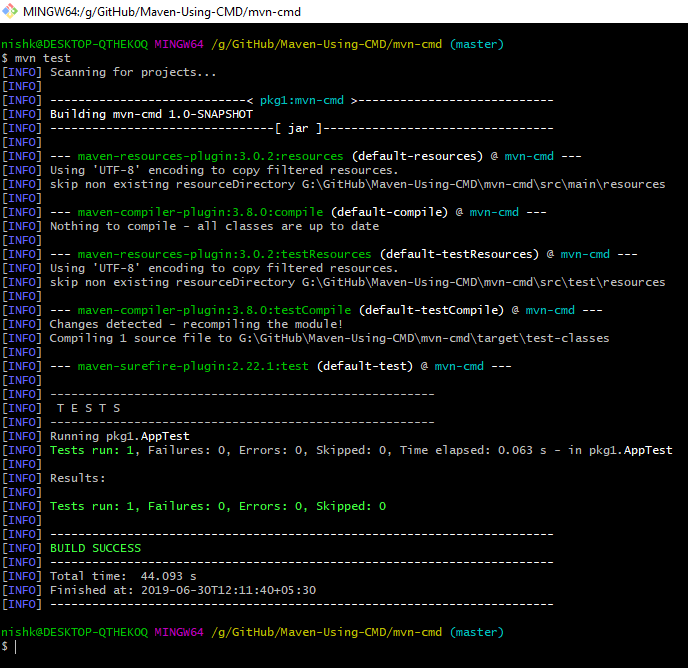 MINGW64:/g/GitHub/Maven-Using-CMD/mvn-cmd
nishk@DESKTOP-QTHEKOQ MINGW64 /g/GitHub/Maven-Using-CMD/mvn-cmd (master)
$ mvn test
[INFO] Scanning for projects...
[INFO]
[INFO] -----------------------------< pkg1:mvn-cmd >----------------------------
[INFO] Building mvn-cmd 1.0-SNAPSHOT
[INFO] --------------------------------[ jar ]---------------------------------
[INFO]
[INFO] --- maven-resources-plugin:3.0.2:resources (default-resources) @ mvn-cmd ---
[INFO] Using 'UTF-8' encoding to copy filtered resources.
[INFO] skip non existing resourceDirectory G:\GitHub\Maven-Using-CMD\mvn-cmd\src\main\resources
[INFO]
[INFO] --- maven-compiler-plugin:3.8.0:compile (default-compile) @ mvn-cmd ---
[INFO] Nothing to compile - all classes are up to date
[INFO]
[INFO] --- maven-resources-plugin:3.0.2:testResources (default-testResources) @ mvn-cmd ---
[INFO] Using 'UTF-8' encoding to copy filtered resources.
[INFO] skip non existing resourceDirectory G:\GitHub\Maven-Using-CMD\mvn-cmd\src\test\resources
[INFO]
[INFO] --- maven-compiler-plugin:3.8.0:testCompile (default-testCompile) @ mvn-cmd ---
[INFO] Changes detected - recompiling the module!
[INFO] Compiling 1 source file to G:\GitHub\Maven-Using-CMD\mvn-cmd\target\test-classes
[INFO]
[INFO] --- maven-surefire-plugin:2.22.1:test (default-test) @ mvn-cmd ---
[INFO]
[INFO] -------------------------------------------------------
[INFO]  T E S T S
[INFO] -------------------------------------------------------
[INFO] Running pkg1.AppTest
[INFO] Tests run: 1, Failures: 0, Errors: 0, Skipped: 0, Time elapsed: 0.063 s - in pkg1.AppTest
[INFO]
[INFO] Results:
[INFO]
[INFO] Tests run: 1, Failures: 0, Errors: 0, Skipped: 0
[INFO]
[INFO] ------------------------------------------------------------------------
[INFO] BUILD SUCCESS
[INFO] ------------------------------------------------------------------------
[INFO] Total time:  44.093 s
[INFO] Finished at: 2019-06-30T12:11:40+05:30
[INFO] ------------------------------------------------------------------------
nishk@DESKTOP-QTHEKOQ MINGW64 /g/GitHub/Maven-Using-CMD/mvn-cmd (master)
$